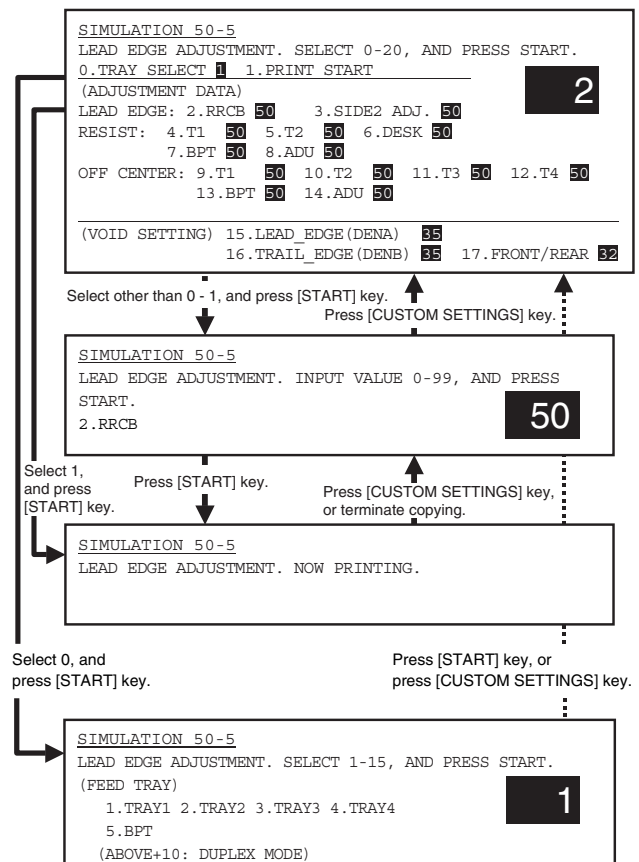 SIMULATION 50-5
LEAD EDGE ADJUSTMENT. SELECT 0-20, AND PRESS START.
0.TRAY SELECT 1 1.PRINT START
2
(ADJUSTMENT DATA)
LEAD EDGE: 2.RRCB 50 3.SIDE2 ADJ. 50
RESIST: 4.T1 50 5.T2 50 6.DESK 50
7.BPT 50 8.ADU 50
OFF CENTER: 9.T1 50 10.T2 50 11.T3 50 12.T4 50
13.BPT 50 14.ADU 50
(VOID SETTING) 15.LEAD_EDGE(DENA) 35
16.TRAIL_EDGE(DENB) 35 17.FRONT/REAR 32
Select other than 0 - 1, and press [START] key.
Press [CUSTOM SETTINGS] key.
SIMULATION 50-5
LEAD EDGE ADJUSTMENT. INPUT VALUE 0-99, AND PRESS
START.
2.RRCB
50
Select 1,
and press
[START] key.
Press [START] key.
Press [CUSTOM SETTINGS] key,
or terminate copying.
SIMULATION 50-5
LEAD EDGE ADJUSTMENT. NOW PRINTING.
Select 0, and
press [START] key.
Press [START] key, or
press [CUSTOM SETTINGS] key.
SIMULATION 50-5
LEAD EDGE ADJUSTMENT. SELECT 1-15, AND PRESS START.
(FEED TRAY)
1.TRAY1 2.TRAY2 3.TRAY3 4.TRAY4
5.BPT
1
(ABOVE+10: DUPLEX MODE)